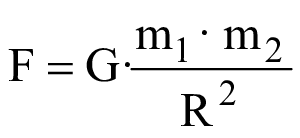 F = G · m₁ · m₂ / R²